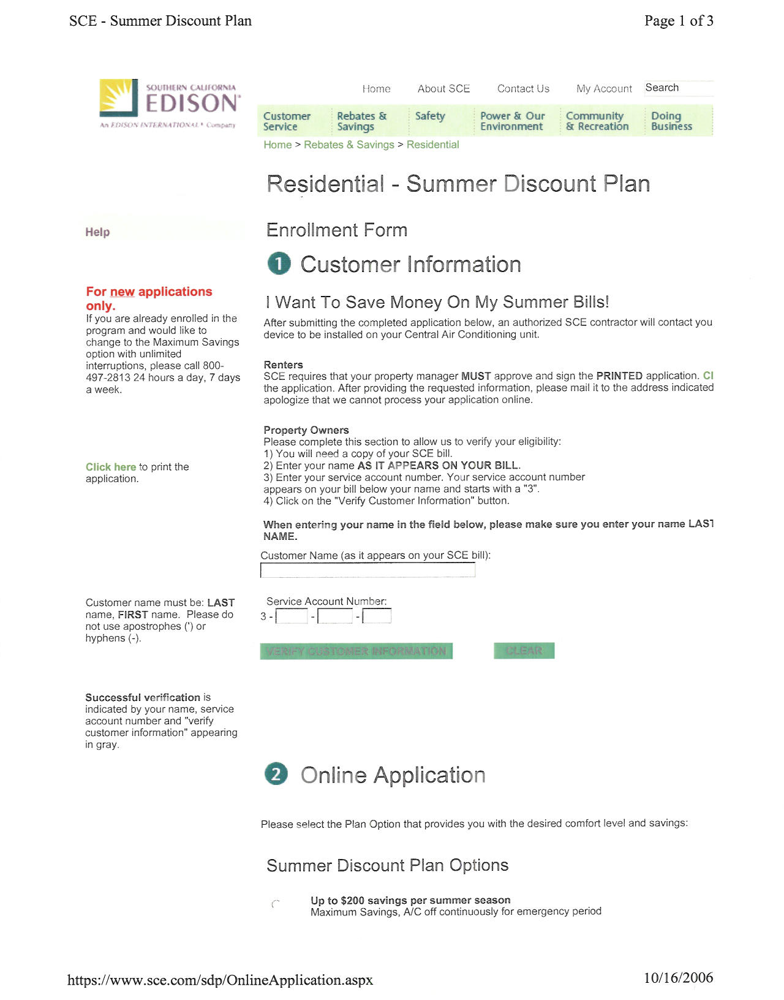 SCE - Summer Discount Plan
Page 1 of 3
SOUTHERN CALIFORNIA
EDISON®
An EDISON INTERNATIONAL® Company
Home About SCE Contact Us My Account Search
Customer Service
Rebates & Savings
Safety
Power & Our Environment
Community & Recreation
Doing Business
Home > Rebates & Savings > Residential
Residential - Summer Discount Plan
Help
Enrollment Form
1 Customer Information
For new applications
only.
If you are already enrolled in the
program and would like to
change to the Maximum Savings
option with unlimited
interruptions, please call 800-
497-2813 24 hours a day, 7 days
a week.
I Want To Save Money On My Summer Bills!
After submitting the completed application below, an authorized SCE contractor will contact you
device to be installed on your Central Air Conditioning unit.
Renters
SCE requires that your property manager MUST approve and sign the PRINTED application. Cl
the application. After providing the requested information, please mail it to the address indicated
apologize that we cannot process your application online.
Click here to print the
application.
Property Owners
Please complete this section to allow us to verify your eligibility:
1) You will need a copy of your SCE bill.
2) Enter your name AS IT APPEARS ON YOUR BILL.
3) Enter your service account number. Your service account number
appears on your bill below your name and starts with a "3".
4) Click on the "Verify Customer Information" button.
When entering your name in the field below, please make sure you enter your name LAST
NAME.
Customer Name (as it appears on your SCE bill):
Customer name must be: LAST
name, FIRST name. Please do
not use apostrophes (') or
hyphens (-).
Service Account Number:
3 - - -
VERIFY CUSTOMER INFORMATION CLEAR
Successful verification is
indicated by your name, service
account number and "verify
customer information" appearing
in gray.
2 Online Application
Please select the Plan Option that provides you with the desired comfort level and savings:
Summer Discount Plan Options
Up to $200 savings per summer season
Maximum Savings, A/C off continuously for emergency period
https://www.sce.com/sdp/OnlineApplication.aspx
10/16/2006